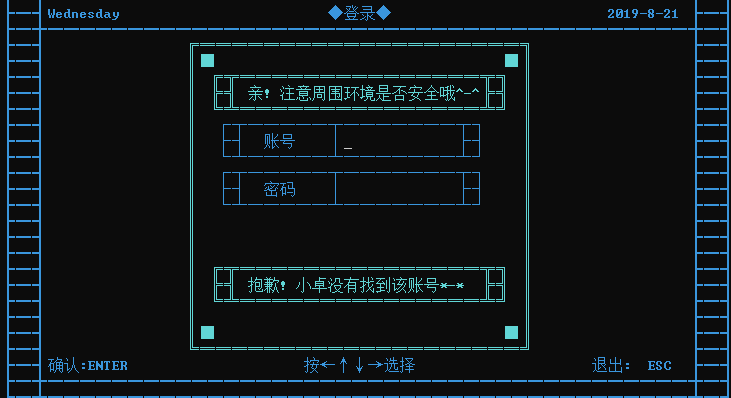 Wednesday ◆登录◆ 2019-8-21
亲! 注意周围环境是否安全哦^-^
账号 _
密码
抱歉! 小卓没有找到该账号*-*
确认:ENTER 按←↑↓→选择 退出: ESC